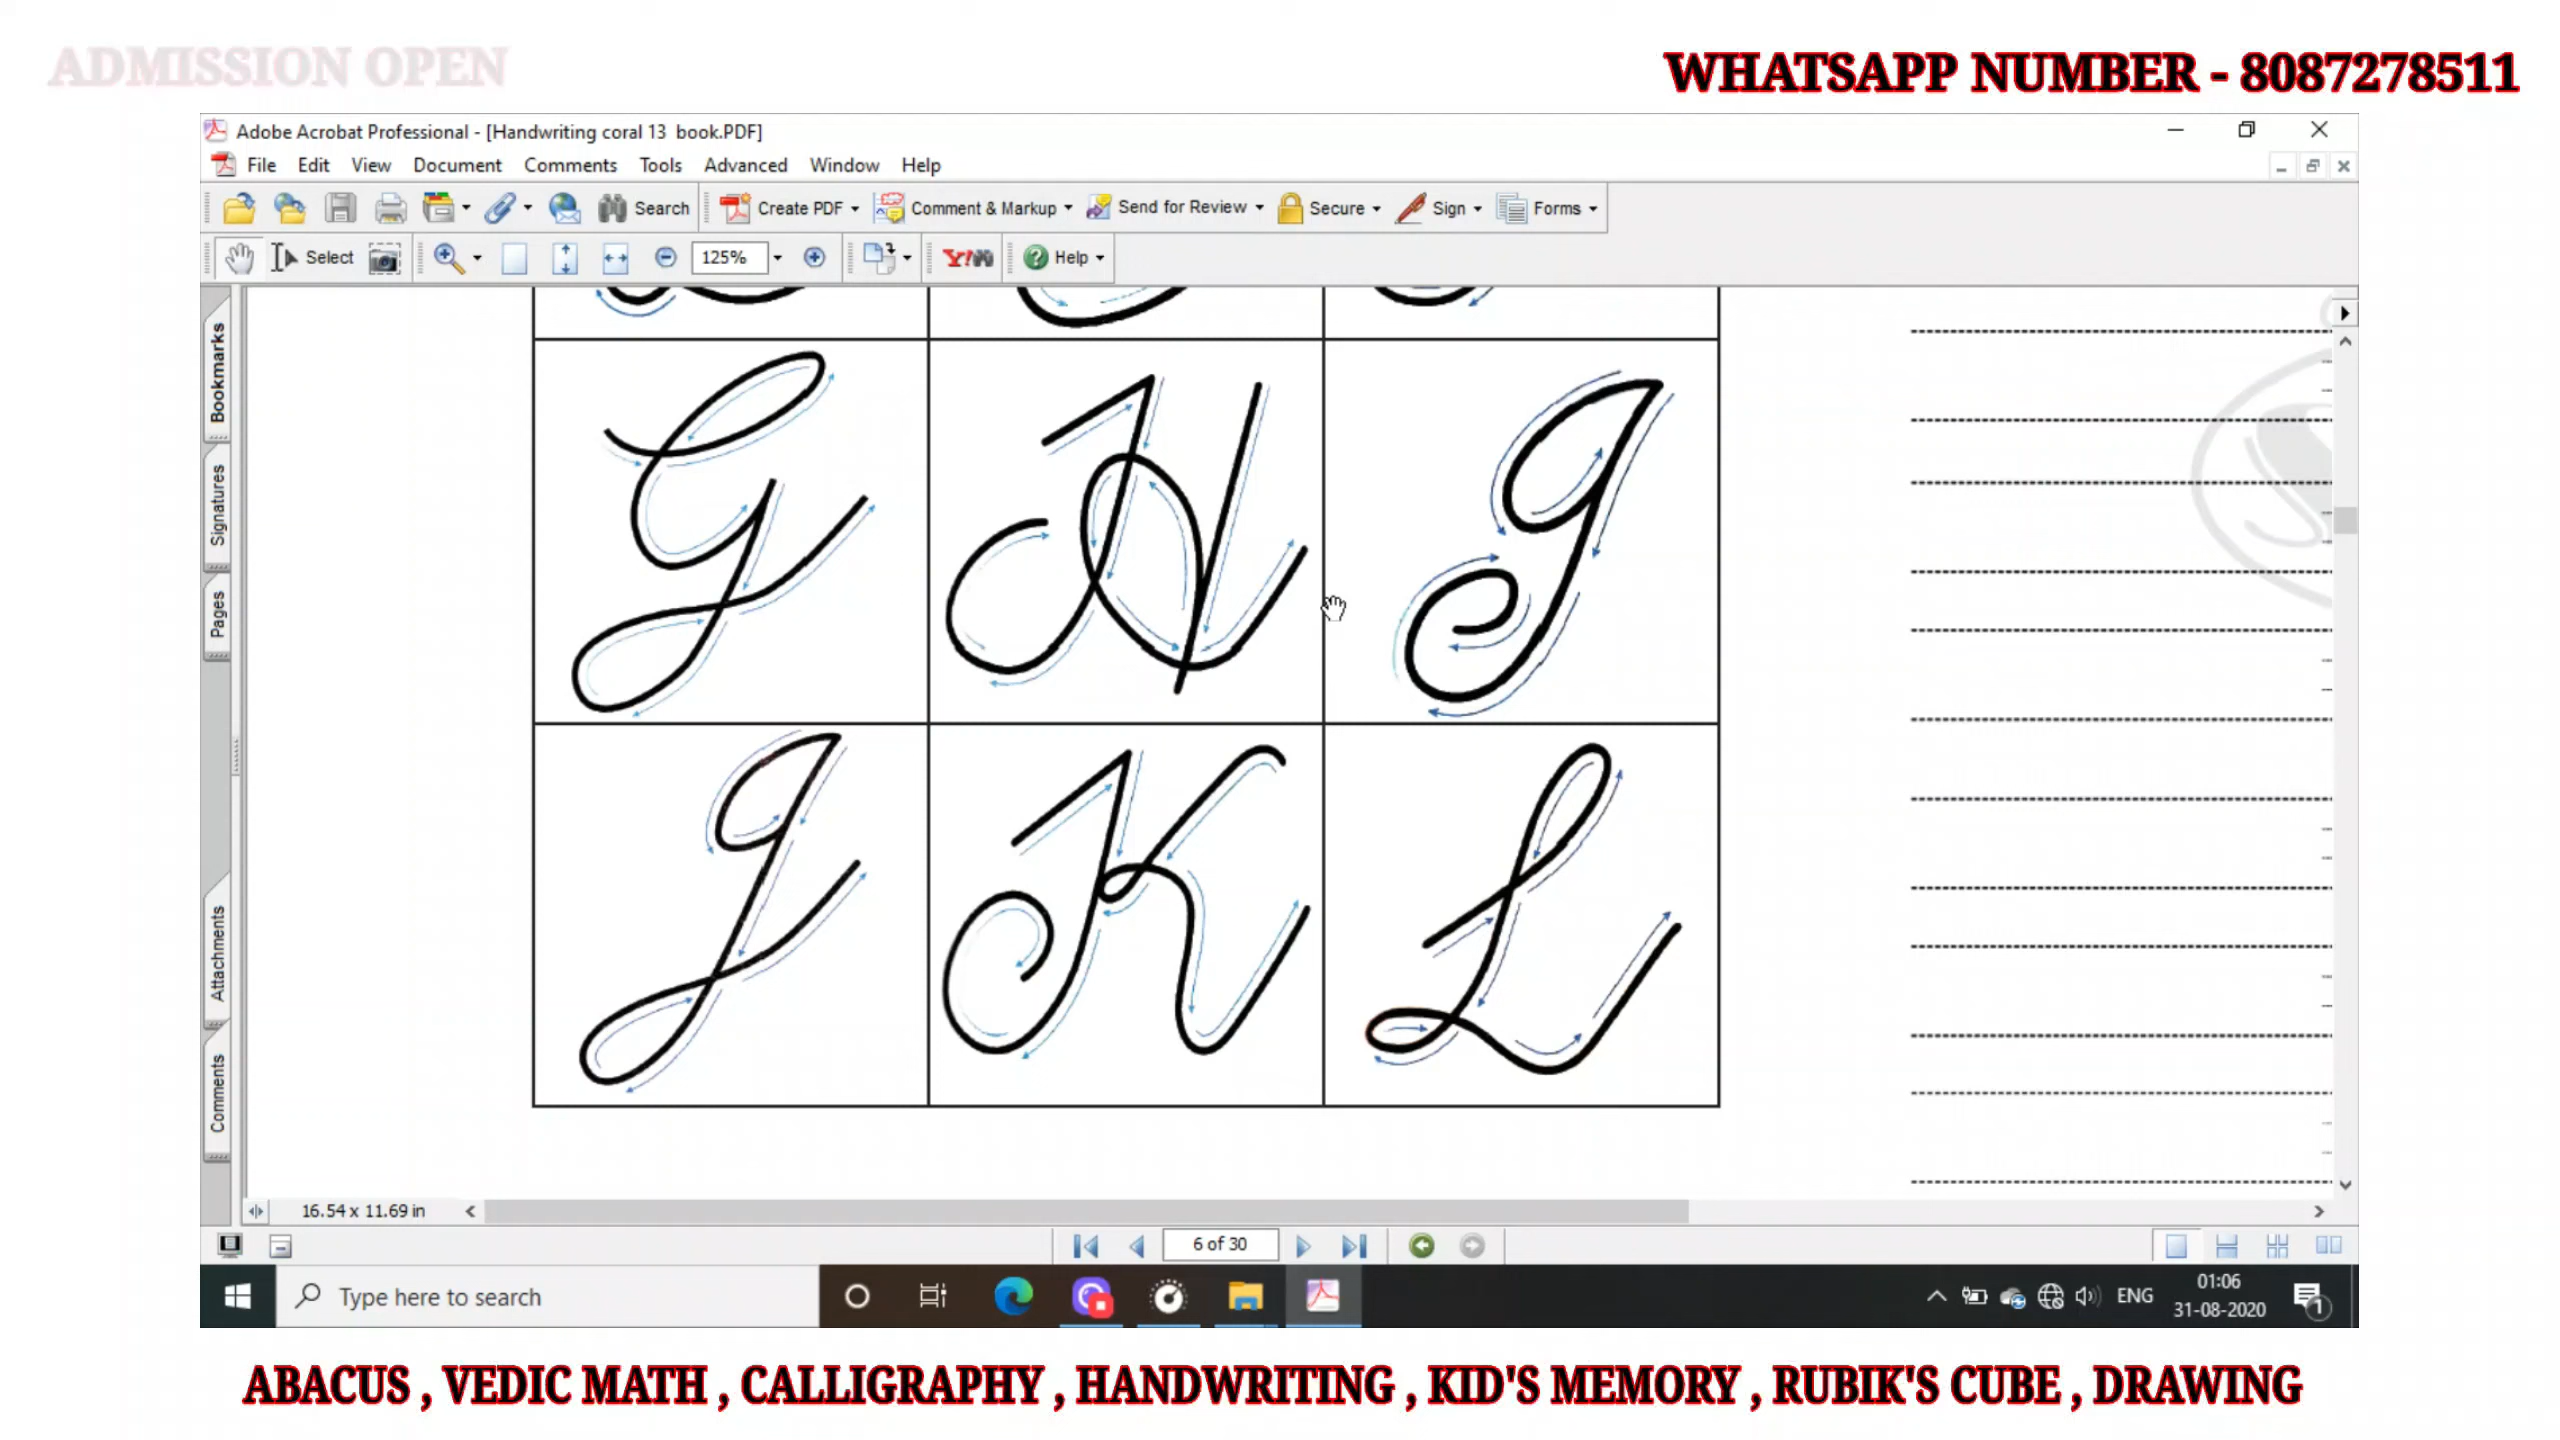 ADMISSION OPEN
WHATSAPP NUMBER - 8087278511
Adobe Acrobat Professional - [Handwriting coral 13 book.PDF]
File Edit View Document Comments Tools Advanced Window Help
Search Create PDF Comment & Markup Send for Review Secure Sign Forms
Select 125% Y! Help
Bookmarks
Signatures
Pages
Attachments
Comments
G H I
J K L
16.54 x 11.69 in
6 of 30
Type here to search
ENG
01:06
31-08-2020
1
ABACUS , VEDIC MATH , CALLIGRAPHY , HANDWRITING , KID'S MEMORY , RUBIK'S CUBE , DRAWING